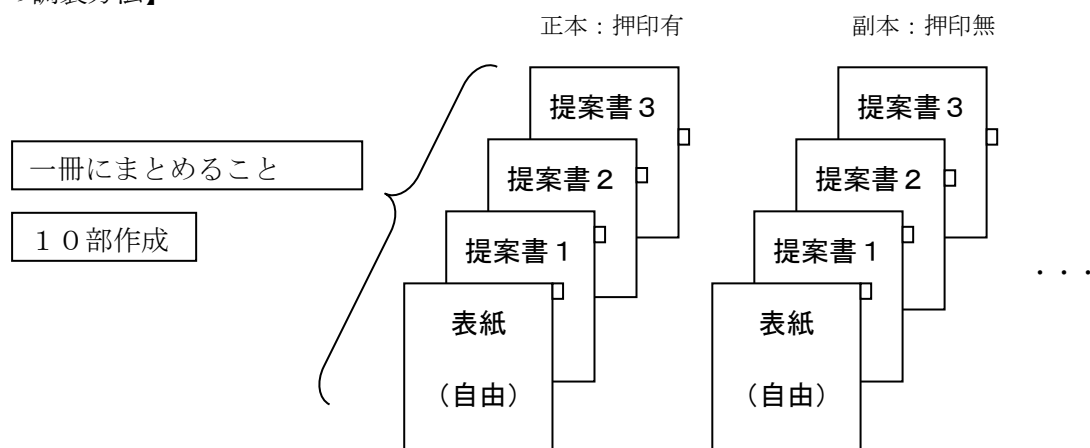 調製方法】
正本：押印有
副本：押印無
一冊にまとめること
１０部作成
提案書３
提案書２
提案書１
表紙
（自由）
提案書３
提案書２
提案書１
表紙
（自由）
・・・